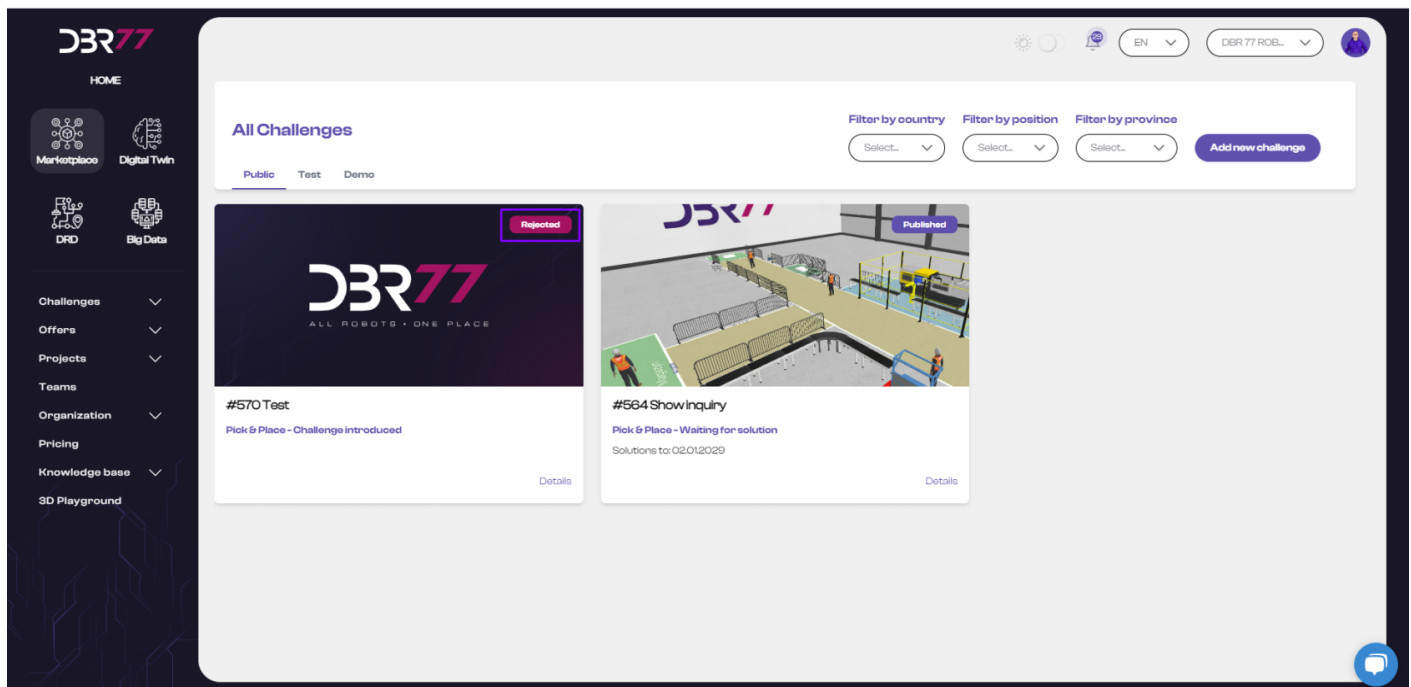 DBR77
HOME
Marketplace
Digital Twin
DRD
Big Data
Challenges
Offers
Projects
Teams
Organization
Pricing
Knowledge base
3D Playground
29
EN
DBR 77 ROB...
All Challenges
Filter by country
Filter by position
Filter by province
Select...
Select...
Select...
Add new challenge
Public
Test
Demo
Rejected
DBR77
ALL ROBOTS • ONE PLACE
#570 Test
Pick & Place - Challenge introduced
Details
DBR77
Published
#564 Show inquiry
Pick & Place - Waiting for solution
Solutions to: 02.01.2029
Details